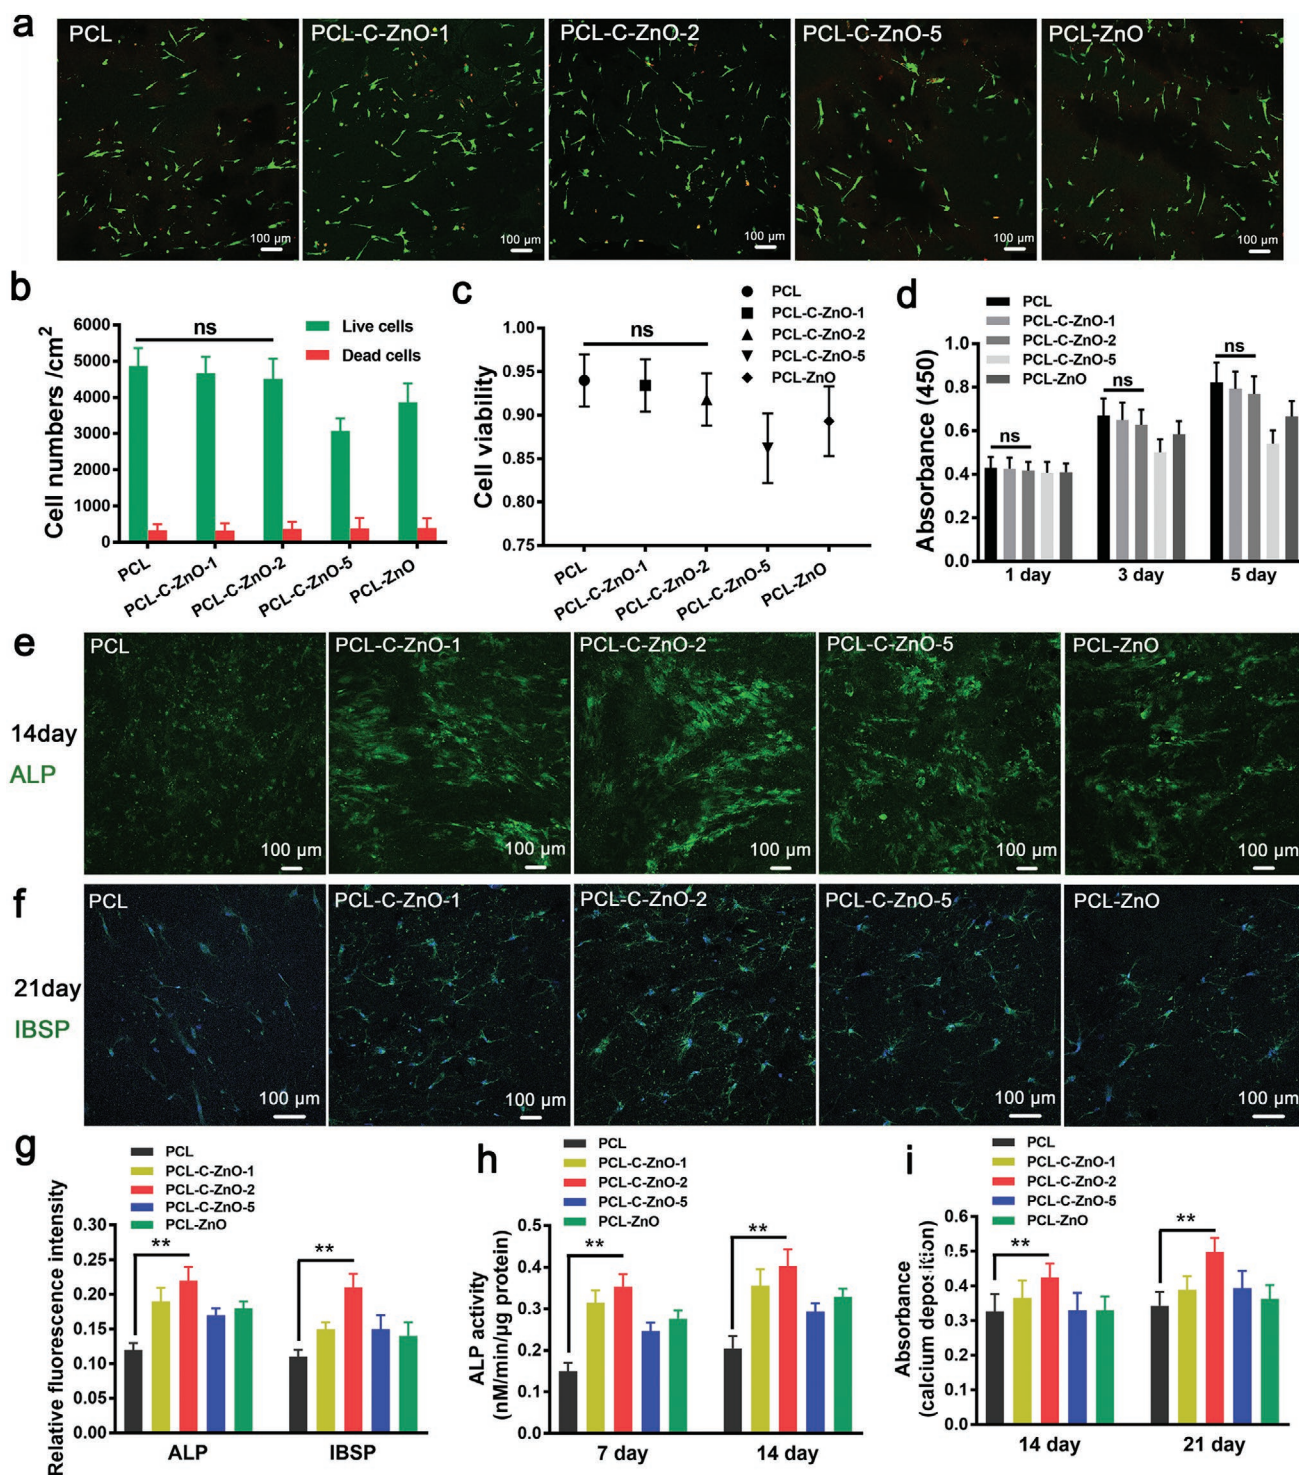 a
PCL
PCL-C-ZnO-1
PCL-C-ZnO-2
PCL-C-ZnO-5
PCL-ZnO
100 µm
100 µm
100 µm
100 µm
100 µm
b
Cell numbers /cm2
6000
5000
4000
3000
2000
1000
0
ns
Live cells
Dead cells
PCL
PCL-C-ZnO-1
PCL-C-ZnO-2
PCL-C-ZnO-5
PCL-ZnO
c
Cell viability
1.00
0.95
0.90
0.85
0.80
0.75
ns
PCL
PCL-C-ZnO-1
PCL-C-ZnO-2
PCL-C-ZnO-5
PCL-ZnO
PCL
PCL-C-ZnO-1
PCL-C-ZnO-2
PCL-C-ZnO-5
PCL-ZnO
d
Absorbance (450)
1.0
0.8
0.6
0.4
0.2
0.0
PCL
PCL-C-ZnO-1
PCL-C-ZnO-2
PCL-C-ZnO-5
PCL-ZnO
ns
ns
ns
1 day
3 day
5 day
e
14day
ALP
PCL
PCL-C-ZnO-1
PCL-C-ZnO-2
PCL-C-ZnO-5
PCL-ZnO
100 µm
100 µm
100 µm
100 µm
100 µm
f
21day
IBSP
PCL
PCL-C-ZnO-1
PCL-C-ZnO-2
PCL-C-ZnO-5
PCL-ZnO
100 µm
100 µm
100 µm
100 µm
100 µm
g
PCL
PCL-C-ZnO-1
PCL-C-ZnO-2
PCL-C-ZnO-5
PCL-ZnO
Relative fluorescence intensity
0.30
0.25
0.20
0.15
0.10
0.05
0.00
**
**
ALP
IBSP
h
PCL
PCL-C-ZnO-1
PCL-C-ZnO-2
PCL-C-ZnO-5
PCL-ZnO
ALP activity
(nM/min/µg protein)
0.5
0.4
0.3
0.2
0.1
0.0
**
**
7 day
14 day
i
PCL
PCL-C-ZnO-1
PCL-C-ZnO-2
PCL-C-ZnO-5
PCL-ZnO
Absorbance
(calcium deposition)
0.6
0.5
0.4
0.3
0.2
0.1
0.0
**
**
14 day
21 day